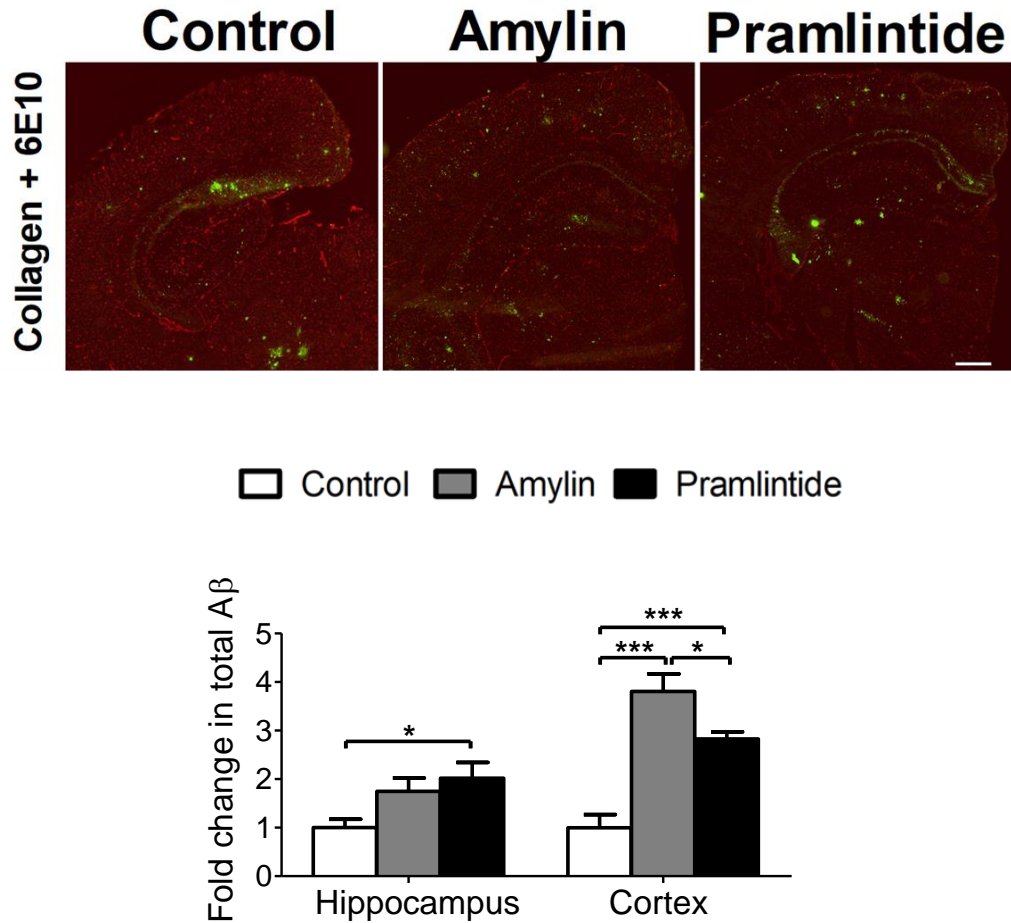 Control Amylin Pramlintide
Collagen + 6E10
Control Amylin Pramlintide
Fold change in total Aβ
5
4
3
2
1
0
*
***
*** *
Hippocampus Cortex